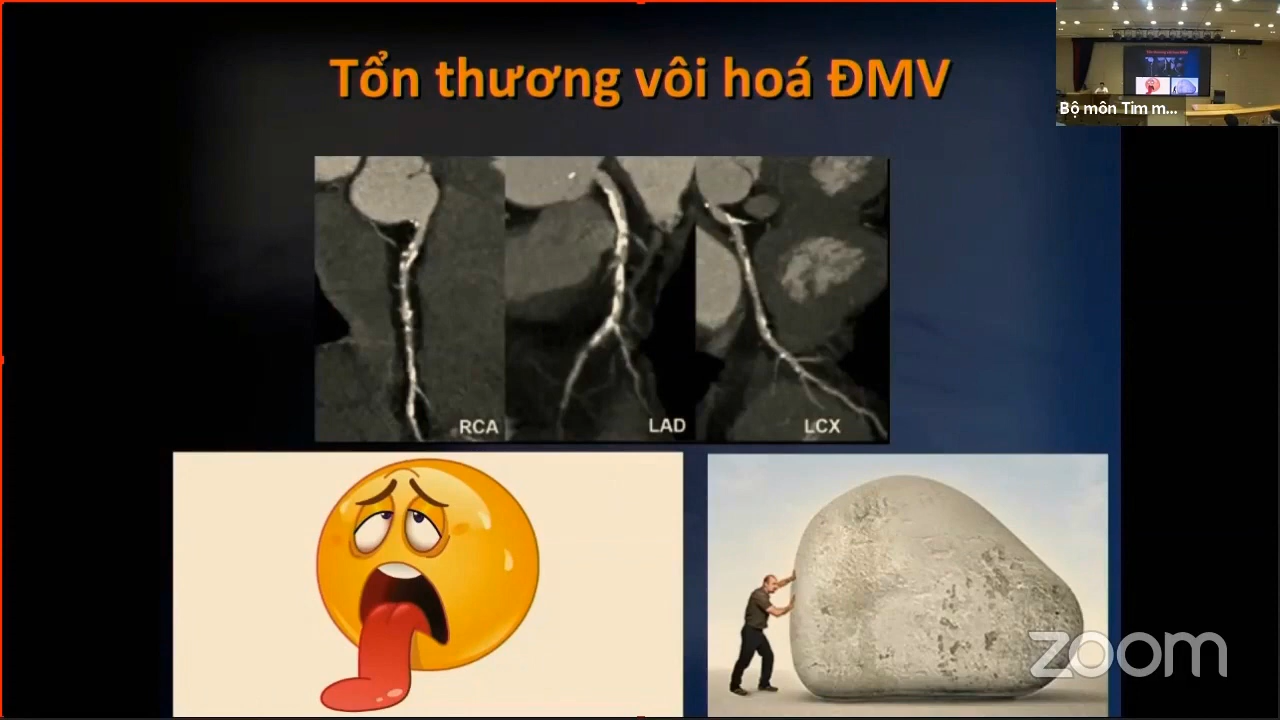 Tổn thương vôi hoá ĐMV
Bộ môn Tim m...
RCA
LAD
LCX
zoom